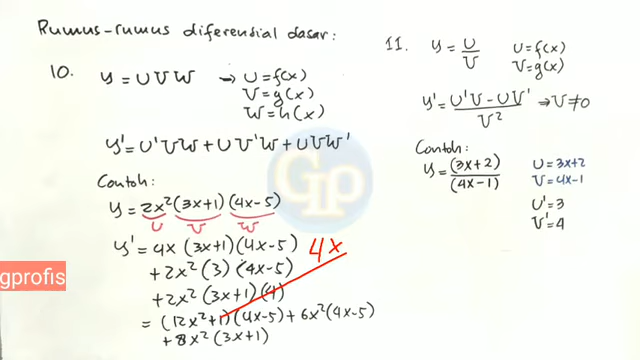 Rumus-rumus diferensial dasar:
10. y = UVW → U=f(x)
V=g(x)
W=h(x)
y' = U'VW + UV'W + UVW'
Contoh:
y = 2x²(3x+1)(4x-5)
U V W
y' = 4x (3x+1)(4x-5) 4x
+ 2x² (3) (4x-5)
+ 2x² (3x+1)(4)
= (12x²+1)(4x-5) + 6x²(4x-5)
+ 8x² (3x+1)
11. y = U/V U=f(x)
V=g(x)
y' = (U'V - UV')/V² → V≠0
Contoh:
y = (3x+2)/(4x-1) U = 3x+2
V = 4x-1
U' = 3
V' = 4
Gp
gprofis